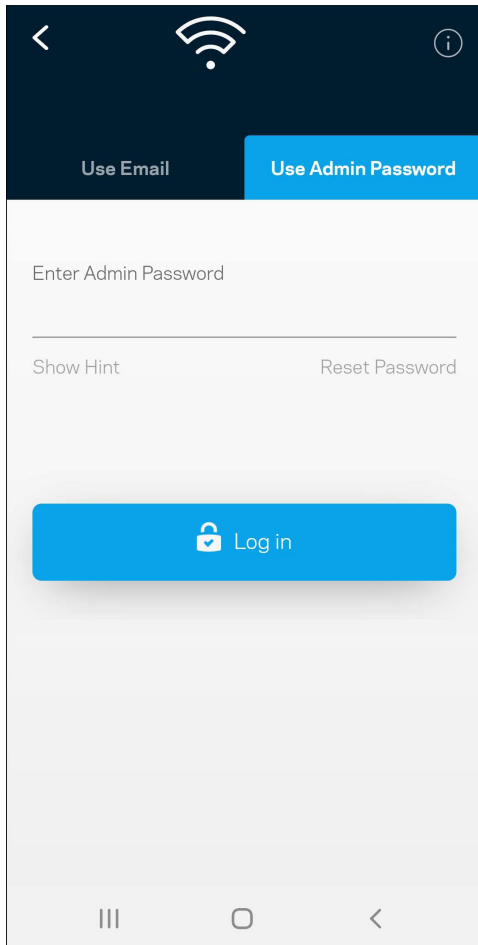 Use Email
Use Admin Password
Enter Admin Password
Show Hint
Reset Password
Log in